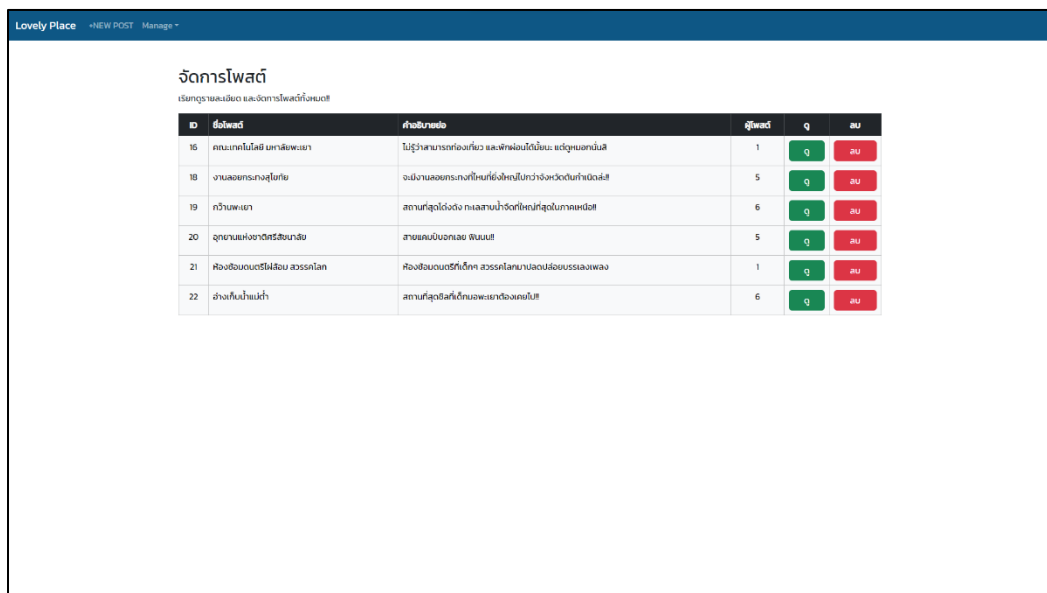 Lovely Place +NEW POST Manage
จัดการโพสต์
เรียกดูรายละเอียด และจัดการโพสต์ทั้งหมด!!
ID ชื่อโพสต์ คำอธิบายย่อ ผู้โพสต์ ดู ลบ
16 คณะเทคโนโลยี มหาลัยพะเยา ไม่รู้ว่าสามารถท่องเที่ยว และพักผ่อนได้มั้ยนะ แต่ดูหมอกนั่นสิ 1 ดู ลบ
18 งานลอยกระทงสุโขทัย จะมีงานลอยกระทงที่ไหนที่ยิ่งใหญ่ไปกว่าจังหวัดต้นกำเนิดล่ะ!! 5 ดู ลบ
19 กว๊านพะเยา สถานที่สุดโด่งดัง ทะเลสาบน้ำจืดที่ใหญ่ที่สุดในภาคเหนือ!! 6 ดู ลบ
20 อุทยานแห่งชาติศรีสัชนาลัย สายแคมป์บอกเลย ฟินนน!! 5 ดู ลบ
21 ห้องซ้อมดนตรีไผ่ล้อม สวรรคโลก ห้องซ้อมดนตรีที่เด็กๆ สวรรคโลกมาปลดปล่อยบรรเลงเพลง 1 ดู ลบ
22 อ่างเก็บน้ำแม่ต๋ำ สถานที่สุดชิลที่เด็กมอพะเยาต้องเคยไป!! 6 ดู ลบ